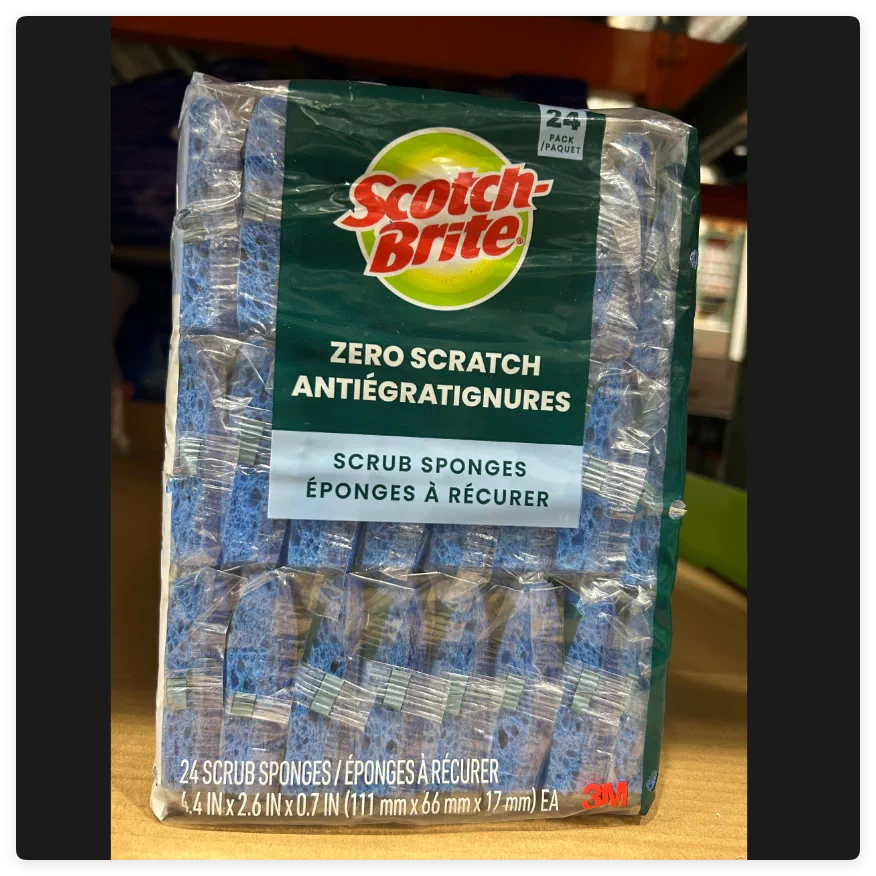 24
PACK
/PAQUET
Scotch-
Brite®
ZERO SCRATCH
ANTIÉGRATIGNURES
SCRUB SPONGES
ÉPONGES À RÉCURER
24 SCRUB SPONGES / ÉPONGES À RÉCURER
4.4 IN x 2.6 IN x 0.7 IN (111 mm x 66 mm x 17 mm) EA
3M